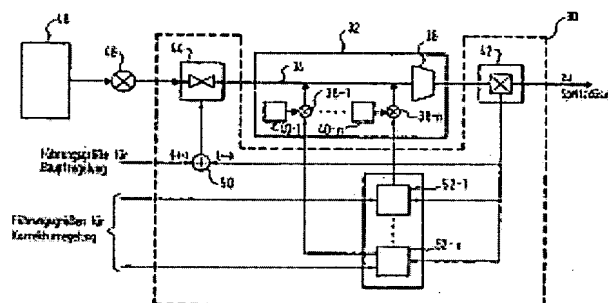 48
46
44
32
36
42
30
34
38-1
38-n
40-1
40-n
zu
Spritzdüse
Führungsgröße für
Hauptregelung
(+)
(-)
50
52-1
Führungsgrößen für
Korrekturregelung
52-n